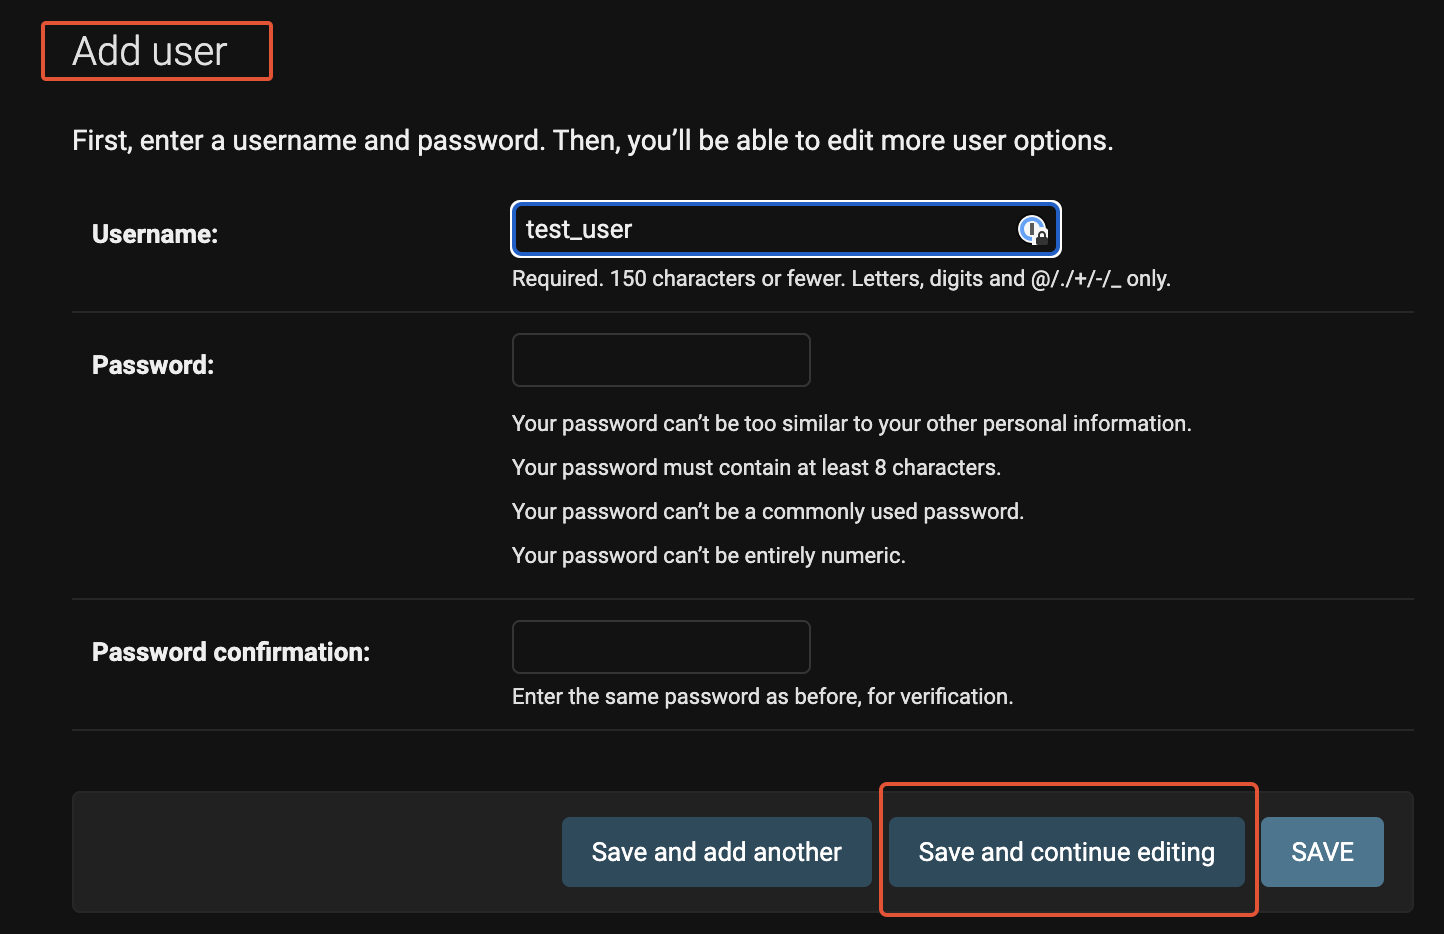 Add user
First, enter a username and password. Then, you’ll be able to edit more user options.
Username:
test_user
Required. 150 characters or fewer. Letters, digits and @/./+/-/_ only.
Password:
Your password can’t be too similar to your other personal information.
Your password must contain at least 8 characters.
Your password can’t be a commonly used password.
Your password can’t be entirely numeric.
Password confirmation:
Enter the same password as before, for verification.
Save and add another
Save and continue editing
SAVE